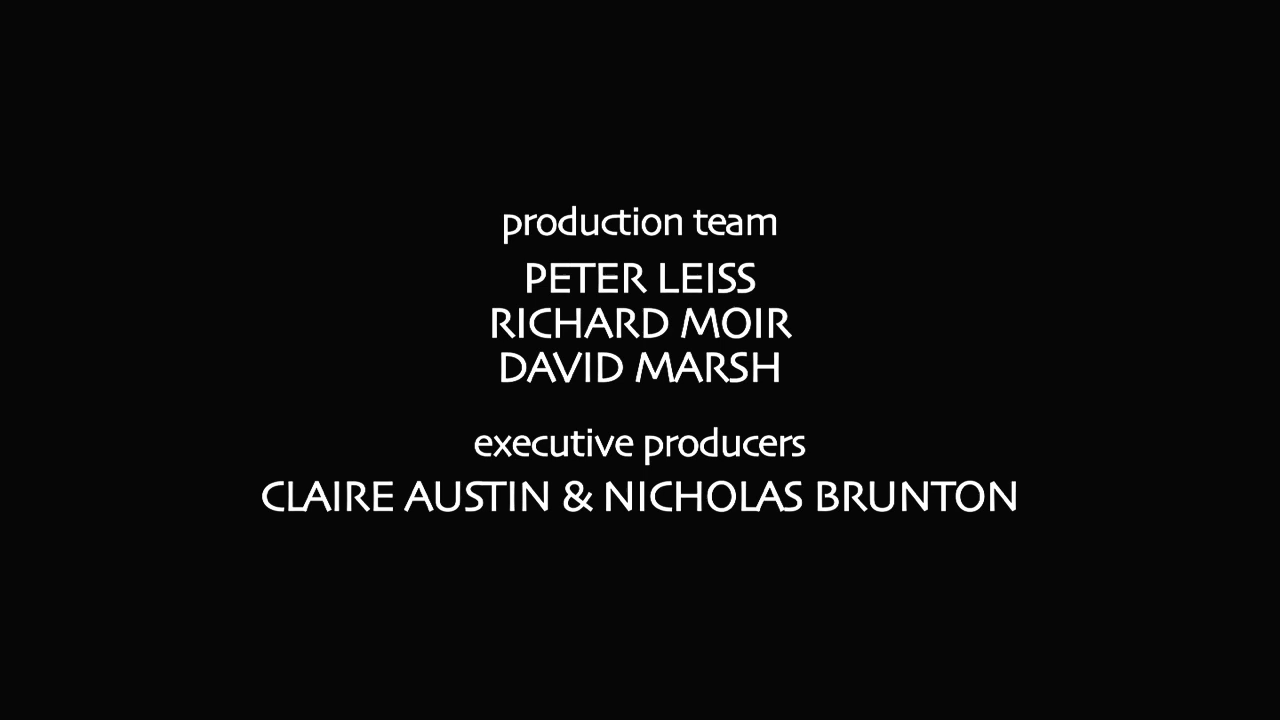 production team
PETER LEISS
RICHARD MOIR
DAVID MARSH
executive producers
CLAIRE AUSTIN & NICHOLAS BRUNTON